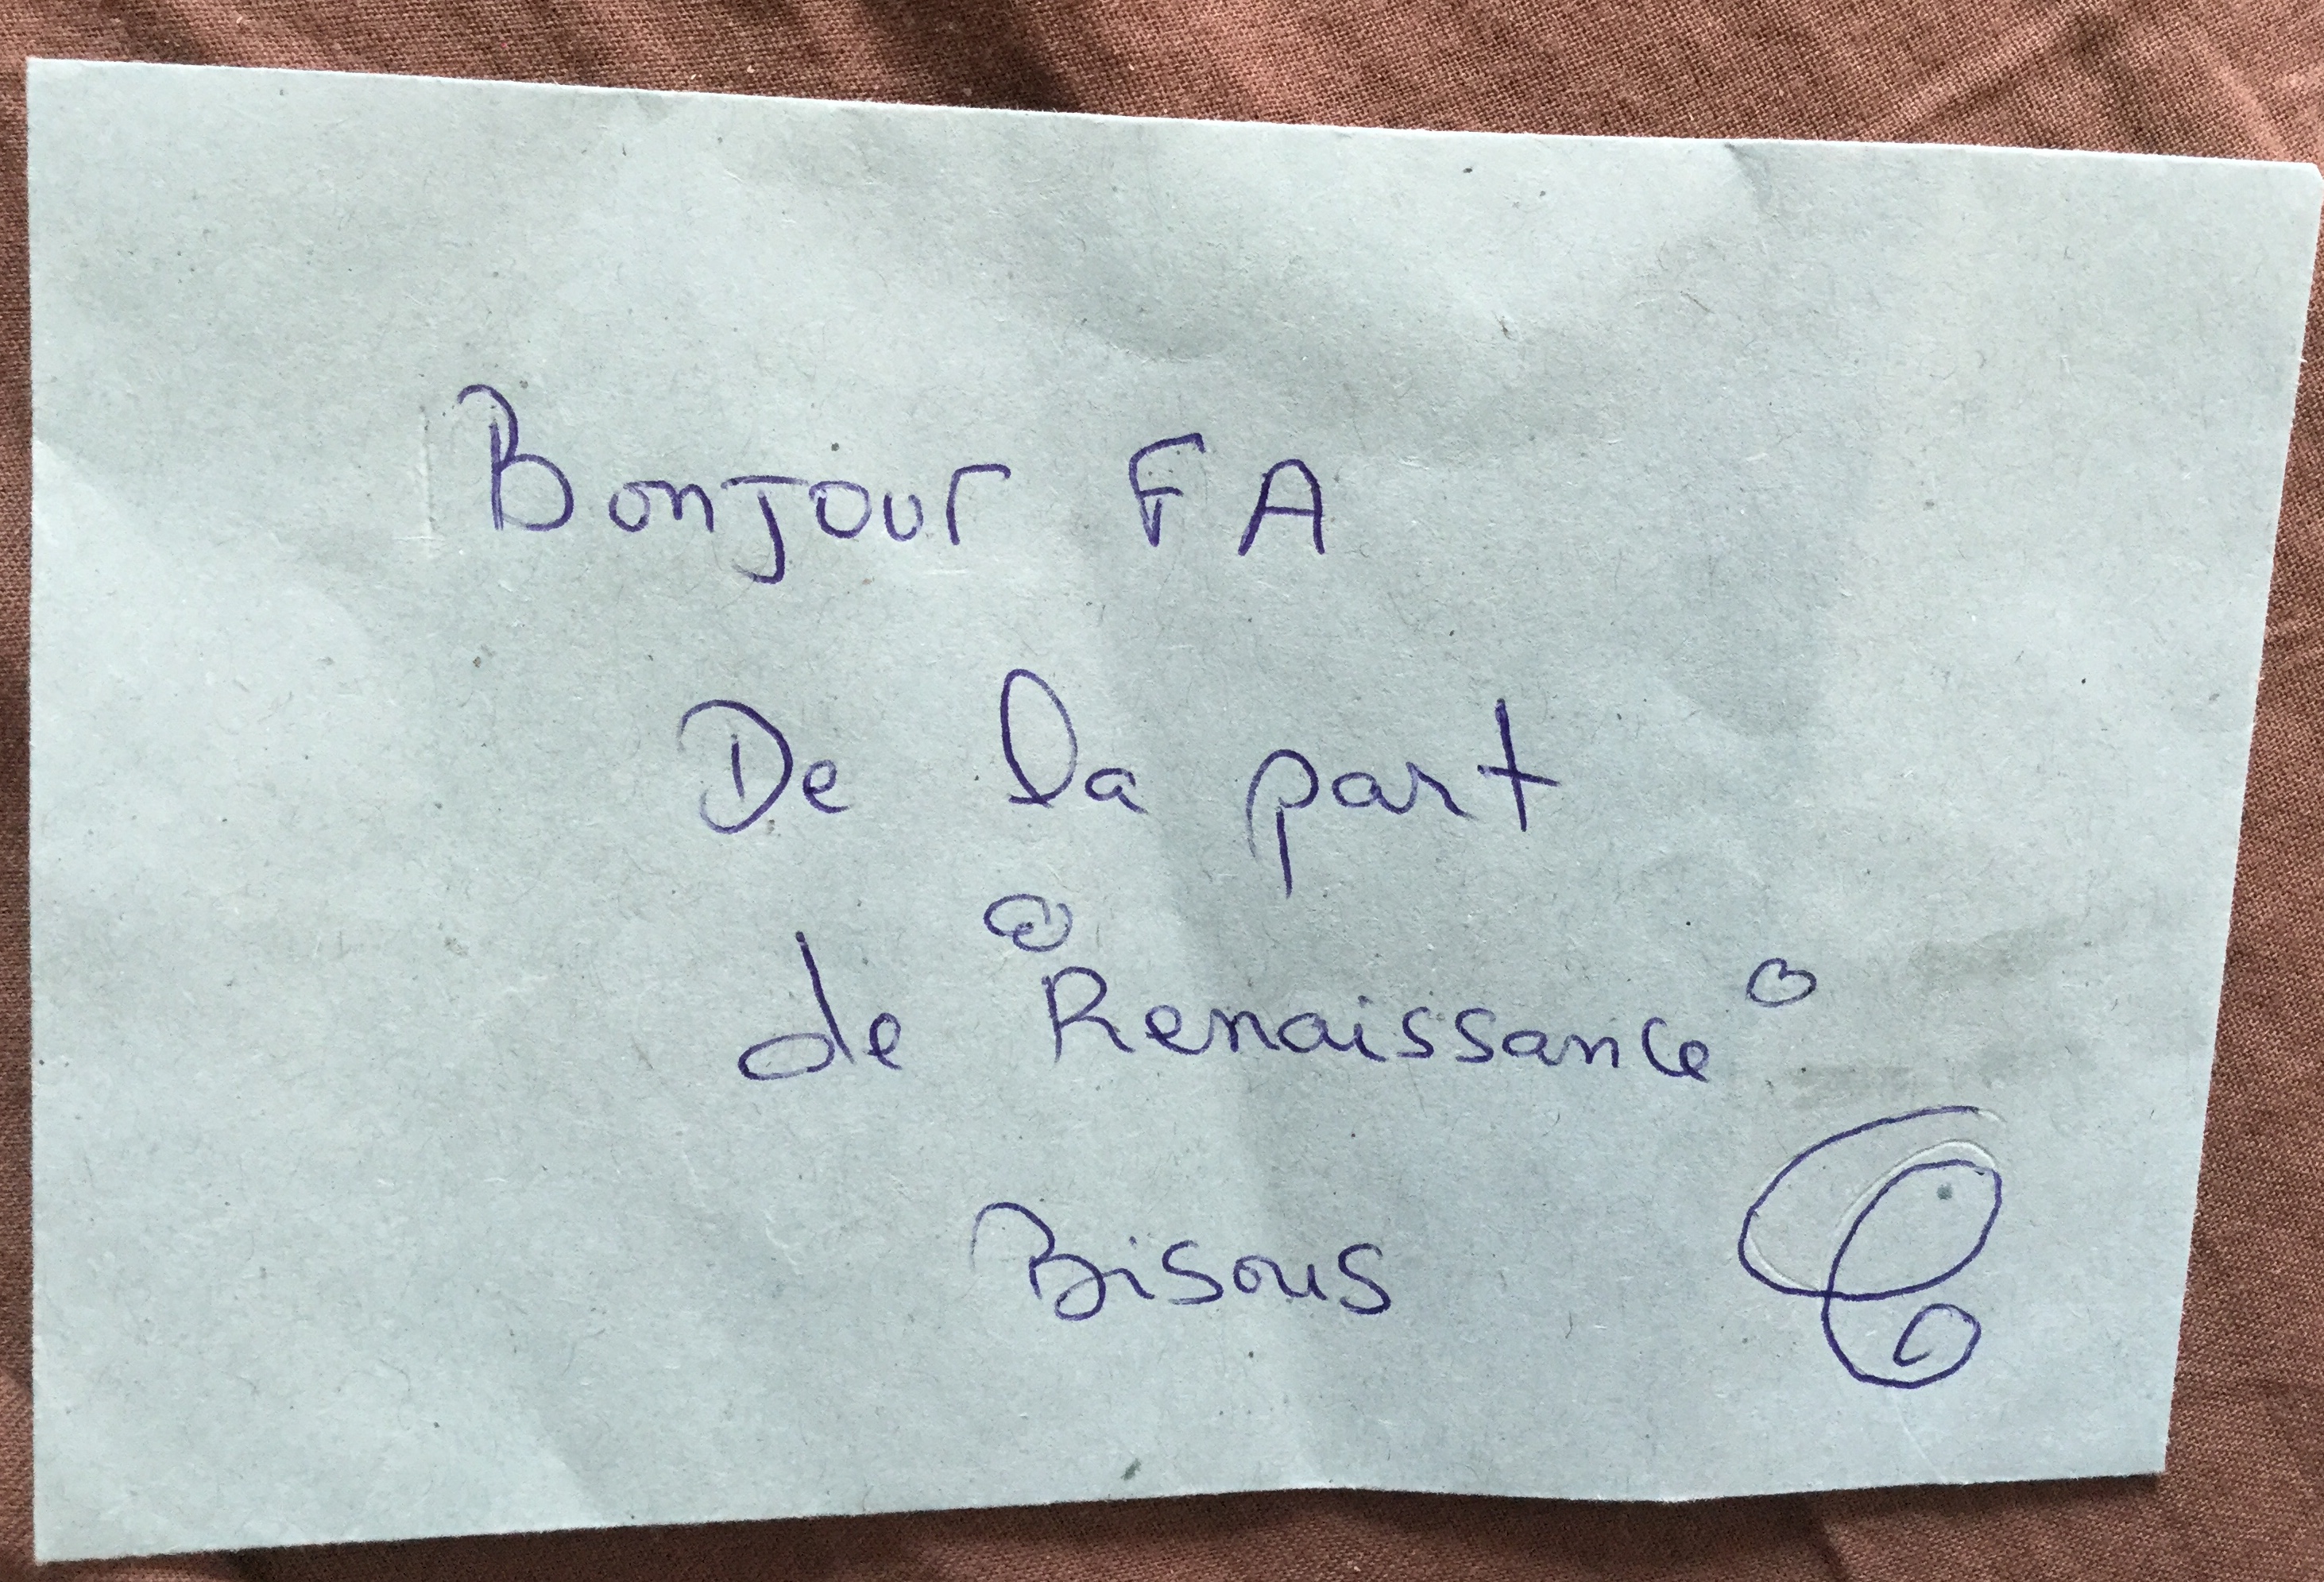 Bonjour FA
De la part
de Renaissance
Bisous